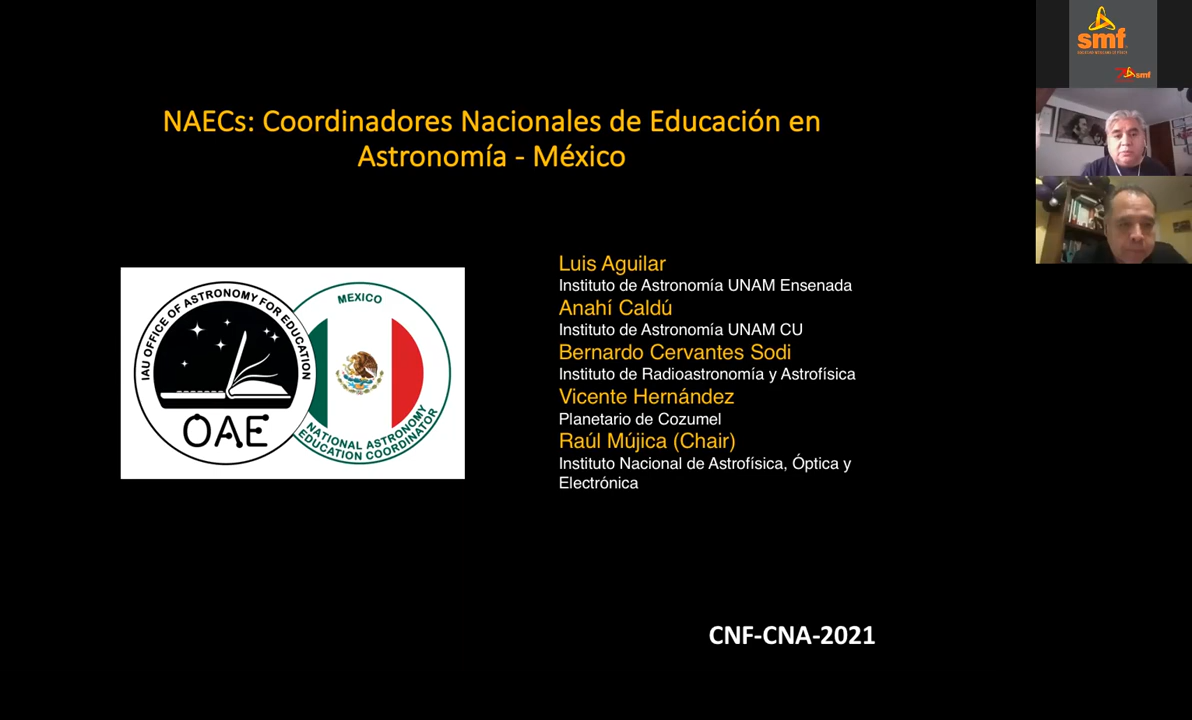 smf
smf
NAECs: Coordinadores Nacionales de Educación en
Astronomía - México
IAU OFFICE OF ASTRONOMY FOR EDUCATION
OAE
MEXICO
NATIONAL ASTRONOMY
EDUCATION COORDINATOR
Luis Aguilar
Instituto de Astronomía UNAM Ensenada
Anahí Caldú
Instituto de Astronomía UNAM CU
Bernardo Cervantes Sodi
Instituto de Radioastronomía y Astrofísica
Vicente Hernández
Planetario de Cozumel
Raúl Mújica (Chair)
Instituto Nacional de Astrofísica, Óptica y
Electrónica
CNF-CNA-2021